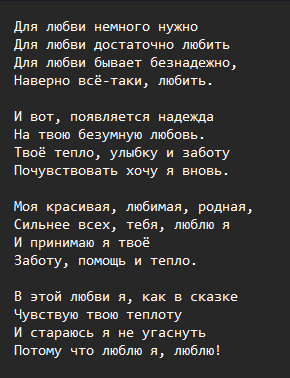 Для любви немного нужно
Для любви достаточно любить
Для любви бывает безнадежно,
Наверно всё-таки, любить.

И вот, появляется надежда
На твою безумную любовь.
Твоё тепло, улыбку и заботу
Почувствовать хочу я вновь.

Моя красивая, любимая, родная,
Сильнее всех, тебя, люблю я
И принимаю я твоё
Заботу, помощь и тепло.

В этой любви я, как в сказке
Чувствую твою теплоту
И стараюсь я не угаснуть
Потому что люблю я, люблю!